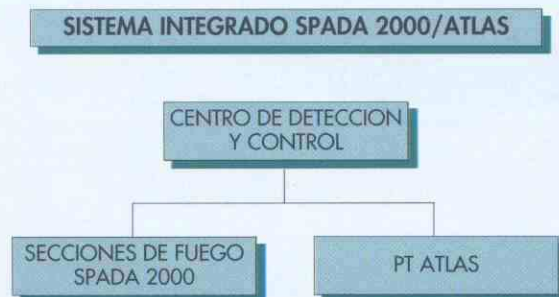 SISTEMA INTEGRADO SPADA 2000/ATLAS
CENTRO DE DETECCION
Y CONTROL
SECCIONES DE FUEGO
SPADA 2000
PT ATLAS